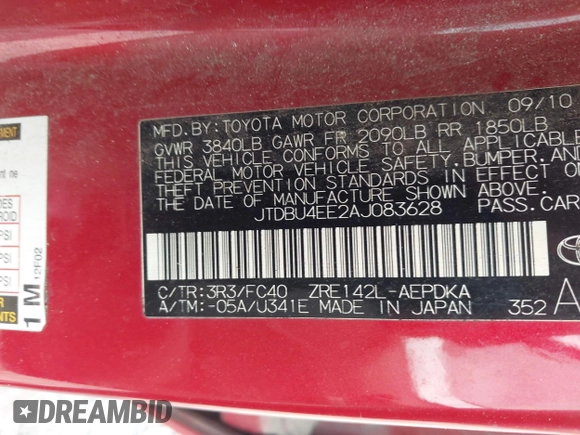 MFD.BY:TOYOTA MOTOR CORPORATION 09/10
GVWR 3840LB GAWR FR 2090LB RR 1850LB
THIS VEHICLE CONFORMS TO ALL APPLICABLE
FEDERAL MOTOR VEHICLE SAFETY,BUMPER,AND
THEFT PREVENTION STANDARDS IN EFFECT ON
THE DATE OF MANUFACTURE SHOWN ABOVE.
JTDBU4EE2AJ083628 PASS.CAR
C/TR:3R3/FC40 ZRE142L-AEPDKA
A/TM:-05A/U341E MADE IN JAPAN 352
1M 12F02
DREAMBID